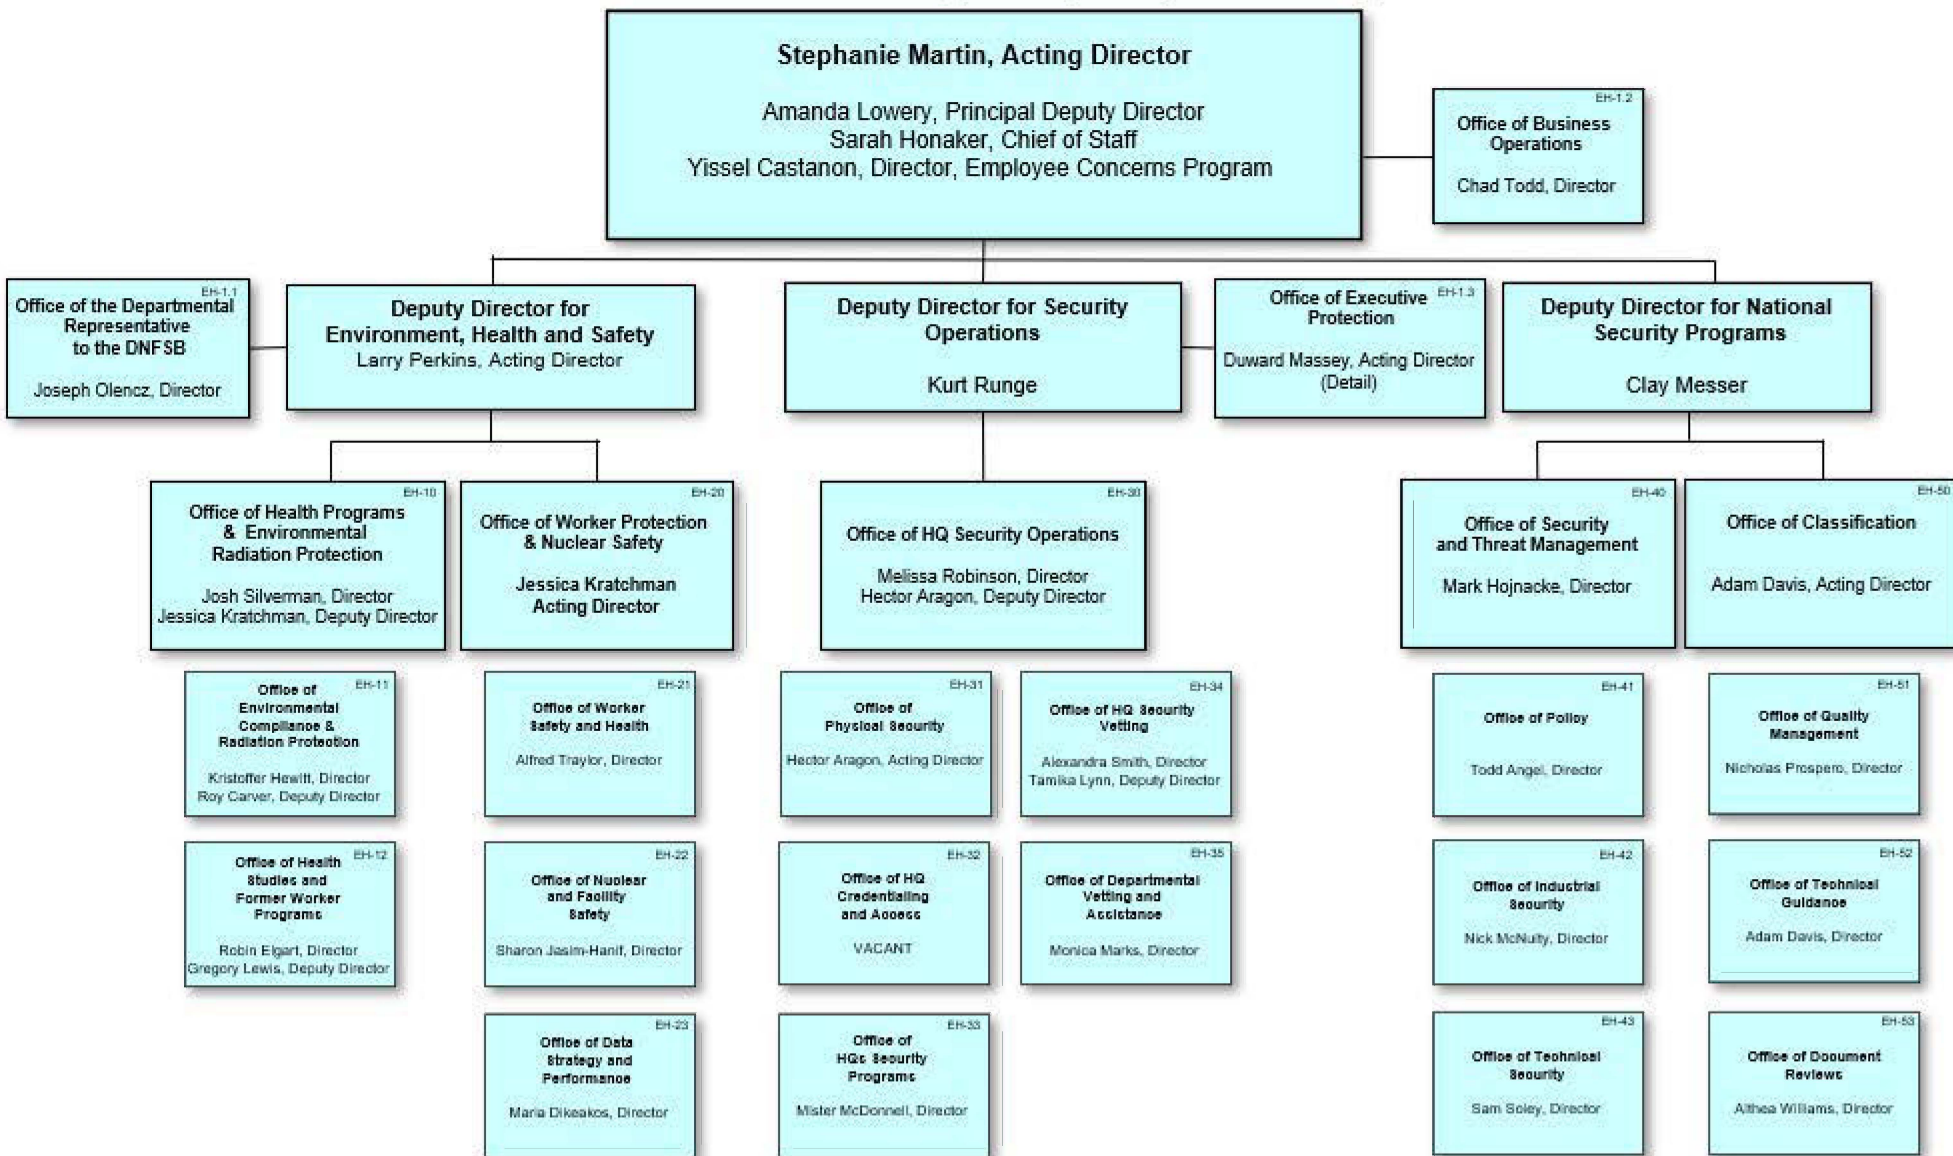 Stephanie Martin, Acting Director
Amanda Lowery, Principal Deputy Director
Sarah Honaker, Chief of Staff
Yissel Castanon, Director, Employee Concerns Program
EH-1.2
Office of Business
Operations
Chad Todd, Director
EH-1.1
Office of the Departmental
Representative
to the DNFSB
Joseph Olencz, Director
Deputy Director for
Environment, Health and Safety
Larry Perkins, Acting Director
Deputy Director for Security
Operations
Kurt Runge
EH-1.3
Office of Executive
Protection
Duward Massey, Acting Director
(Detail)
Deputy Director for National
Security Programs
Clay Messer
EH-10
Office of Health Programs
& Environmental
Radiation Protection
Josh Silverman, Director
Jessica Kratchman, Deputy Director
EH-20
Office of Worker Protection
& Nuclear Safety
Jessica Kratchman
Acting Director
EH-30
Office of HQ Security Operations
Melissa Robinson, Director
Hector Aragon, Deputy Director
EH-40
Office of Security
and Threat Management
Mark Hojnacke, Director
EH-50
Office of Classification
Adam Davis, Acting Director
EH-11
Office of
Environmental
Compliance &
Radiation Protection
Kristoffer Hewitt, Director
Roy Carver, Deputy Director
EH-21
Office of Worker
Safety and Health
Alfred Traylor, Director
EH-31
Office of
Physical Security
Hector Aragon, Acting Director
EH-34
Office of HQ Security
Vetting
Alexandra Smith, Director
Tamika Lynn, Deputy Director
EH-41
Office of Policy
Todd Angel, Director
EH-51
Office of Quality
Management
Nicholas Prospero, Director
EH-12
Office of Health
Studies and
Former Worker
Programs
Robin Elgart, Director
Gregory Lewis, Deputy Director
EH-22
Office of Nuclear
and Facility
Safety
Sharon Jasim-Hanif, Director
EH-32
Office of HQ
Credentialing
and Access
VACANT
EH-35
Office of Departmental
Vetting and
Assistance
Monica Marks, Director
EH-42
Office of Industrial
Security
Nick McNulty, Director
EH-52
Office of Technical
Guidance
Adam Davis, Director
EH-23
Office of Data
Strategy and
Performance
Maria Dikeakos, Director
EH-33
Office of
HQs Security
Programs
Mister McDonnell, Director
EH-43
Office of Technical
Security
Sam Soley, Director
EH-53
Office of Document
Reviews
Althea Williams, Director